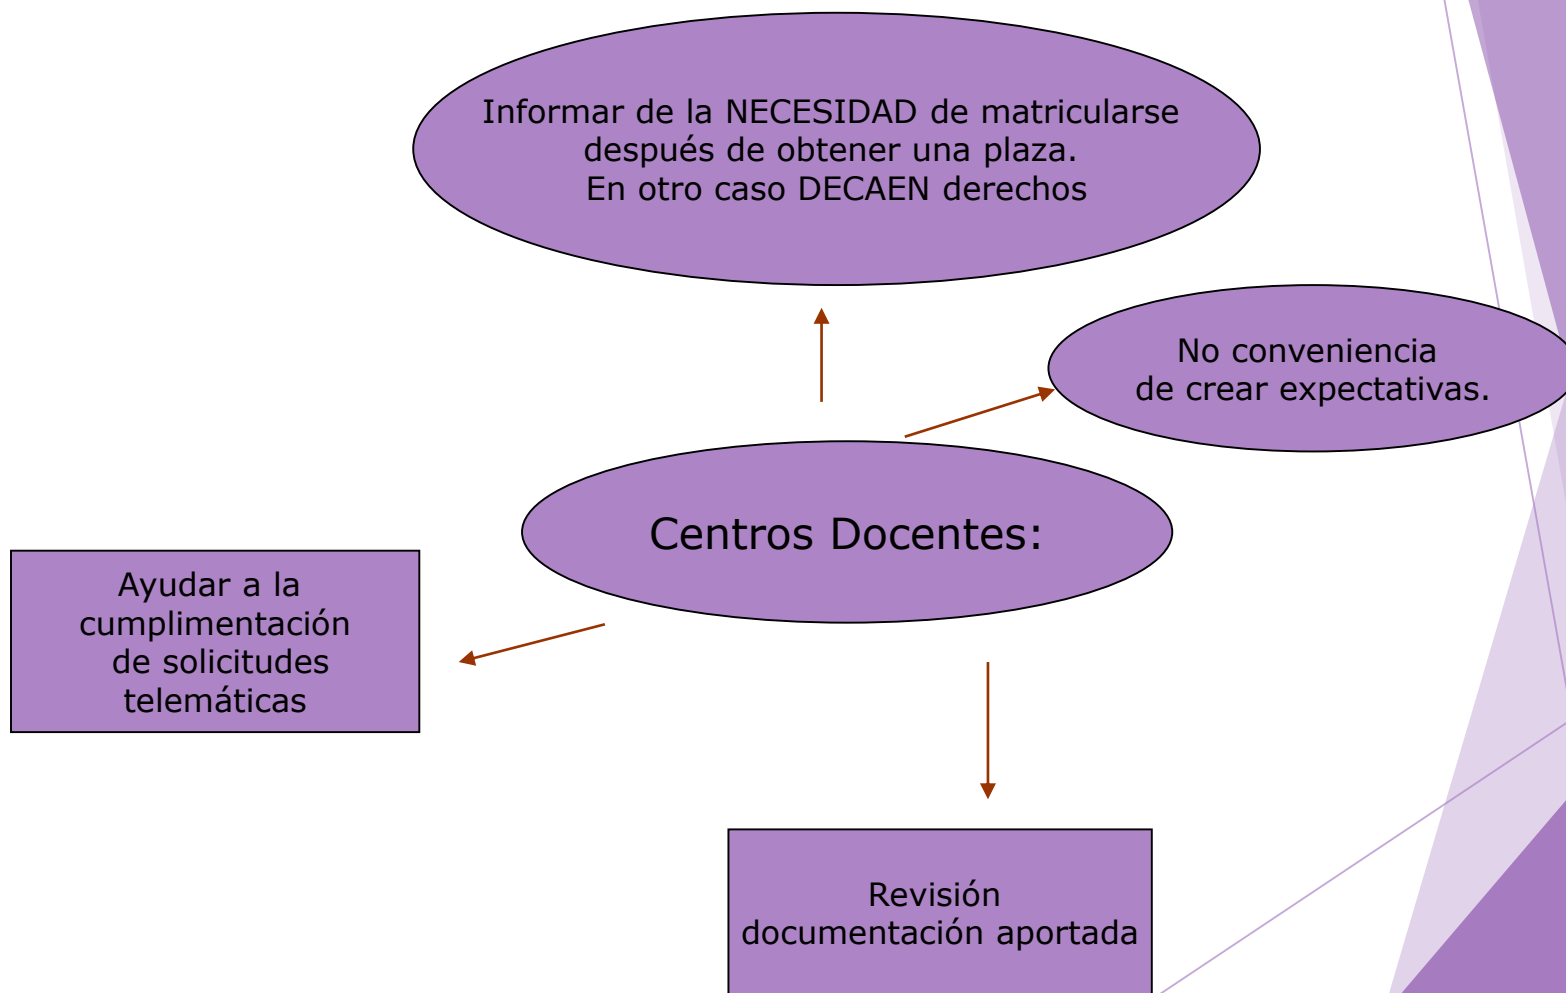 Informar de la NECESIDAD de matricularse
después de obtener una plaza.
En otro caso DECAEN derechos
No conveniencia
de crear expectativas.
Centros Docentes:
Ayudar a la
cumplimentación
de solicitudes
telemáticas
Revisión
documentación aportada